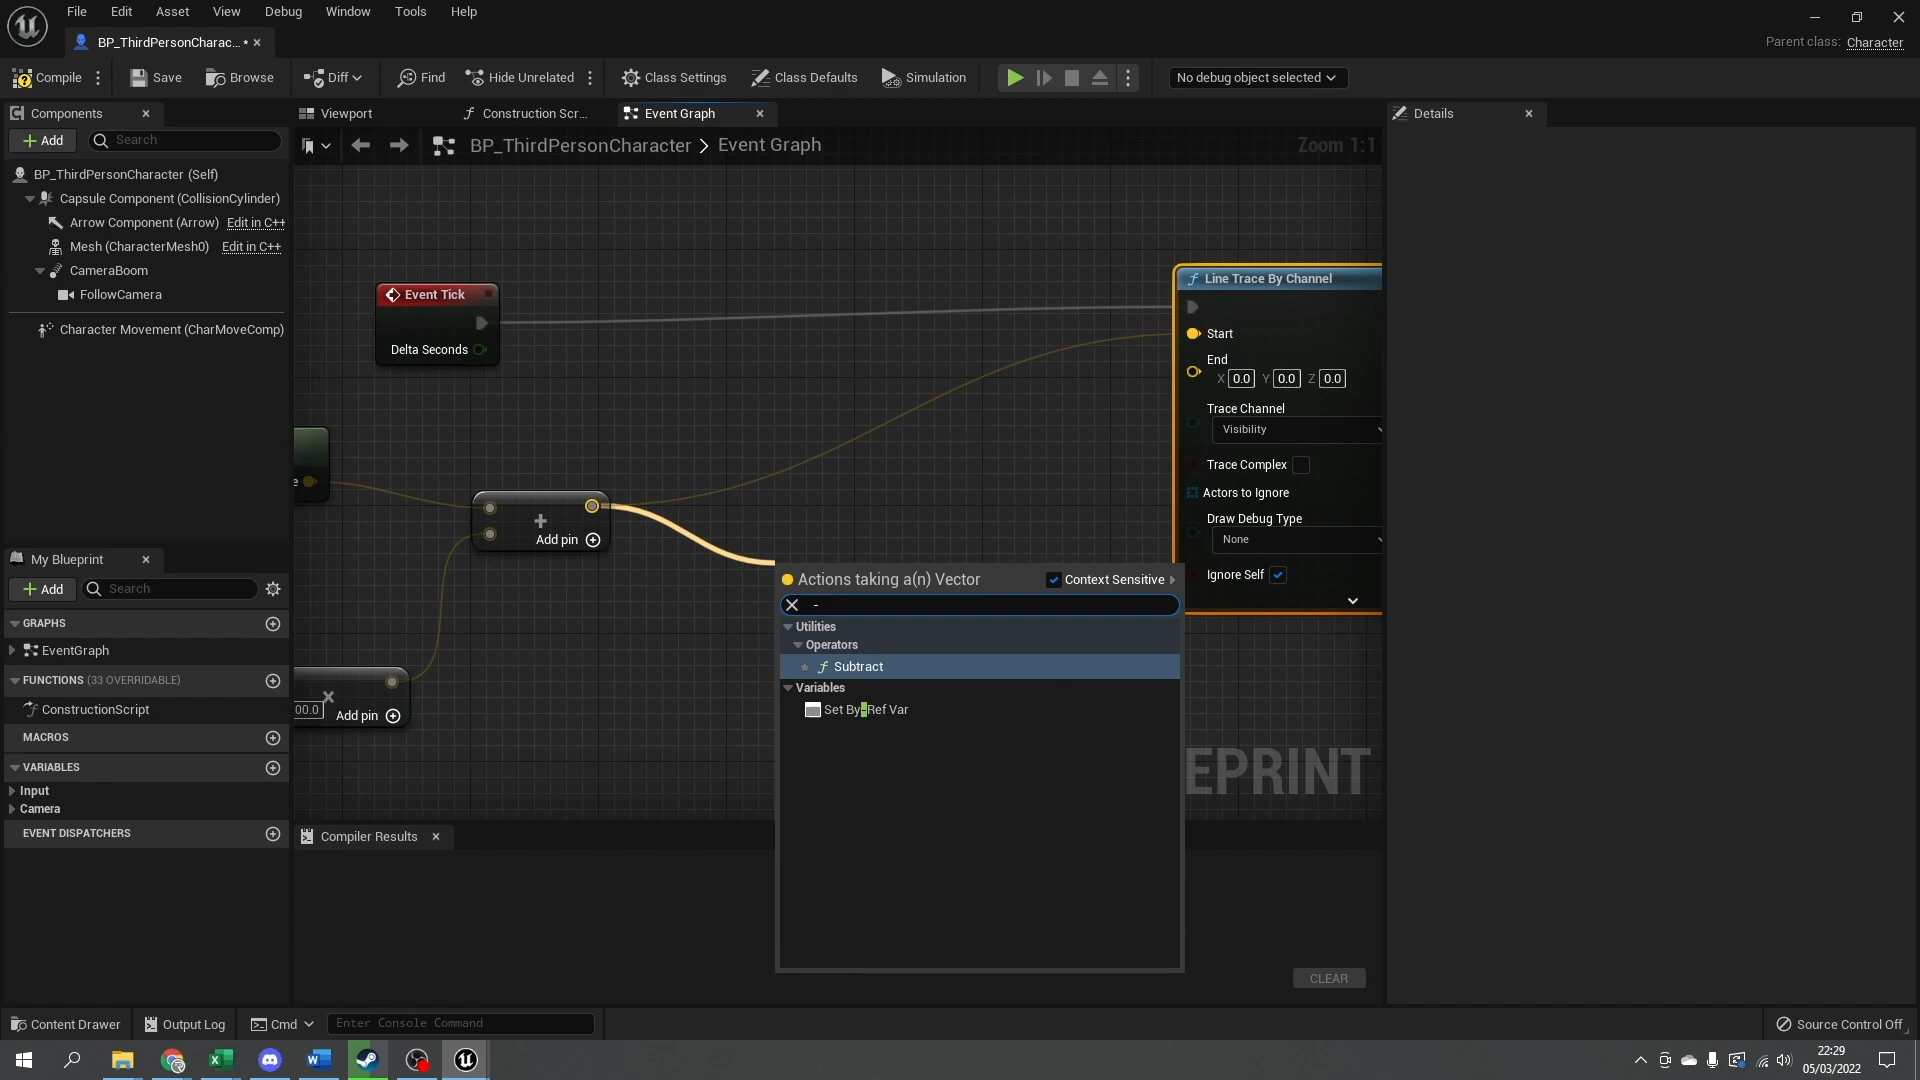 File Edit Asset View Debug Window Tools Help
BP_ThirdPersonCharac... •
Parent class: Character
Compile Save Browse Diff Find Hide Unrelated Class Settings Class Defaults Simulation No debug object selected
Components
Viewport Construction Scr... Event Graph
Details
Add Search
BP_ThirdPersonCharacter > Event Graph
Zoom 1:1
BP_ThirdPersonCharacter (Self)
Capsule Component (CollisionCylinder)
Arrow Component (Arrow) Edit in C++
Mesh (CharacterMesh0) Edit in C++
CameraBoom
FollowCamera
Character Movement (CharMoveComp)
Event Tick
Delta Seconds
Line Trace By Channel
Start
End
X 0.0 Y 0.0 Z 0.0
Trace Channel
Visibility
Trace Complex
Actors to Ignore
Draw Debug Type
None
Ignore Self
e
+
Add pin
00.0
Add pin
Actions taking a(n) Vector Context Sensitive
-
Utilities
Operators
Subtract
Variables
Set By-Ref Var
EPRINT
My Blueprint
Add Search
GRAPHS
EventGraph
FUNCTIONS (33 OVERRIDABLE)
ConstructionScript
MACROS
VARIABLES
Input
Camera
EVENT DISPATCHERS
Compiler Results
CLEAR
Content Drawer Output Log Cmd Enter Console Command
Source Control Off
22:29
05/03/2022